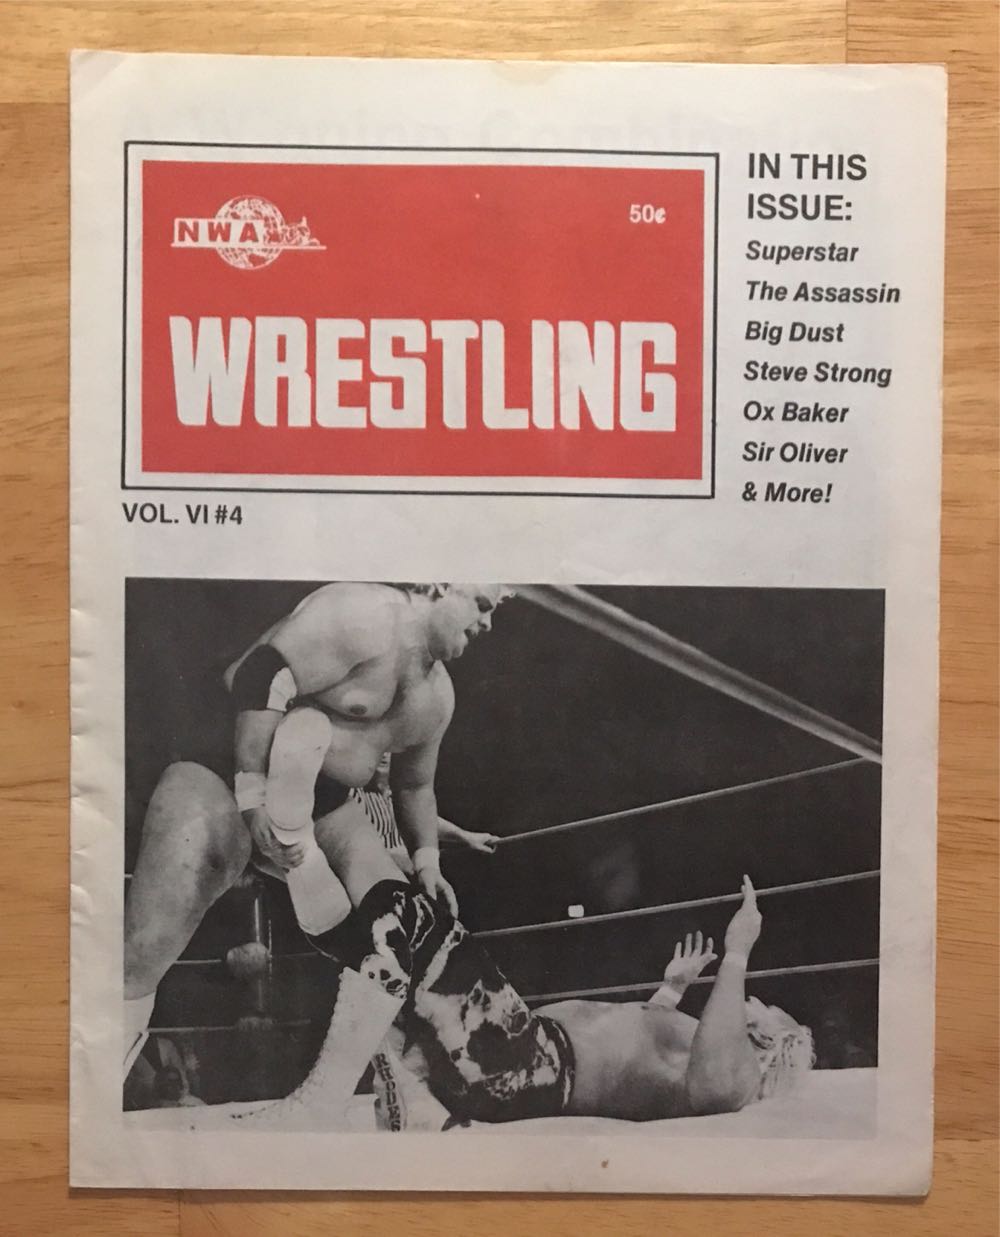 NWA
50¢
WRESTLING
VOL. VI #4
IN THIS
ISSUE:
Superstar
The Assassin
Big Dust
Steve Strong
Ox Baker
Sir Oliver
& More!
RHODES